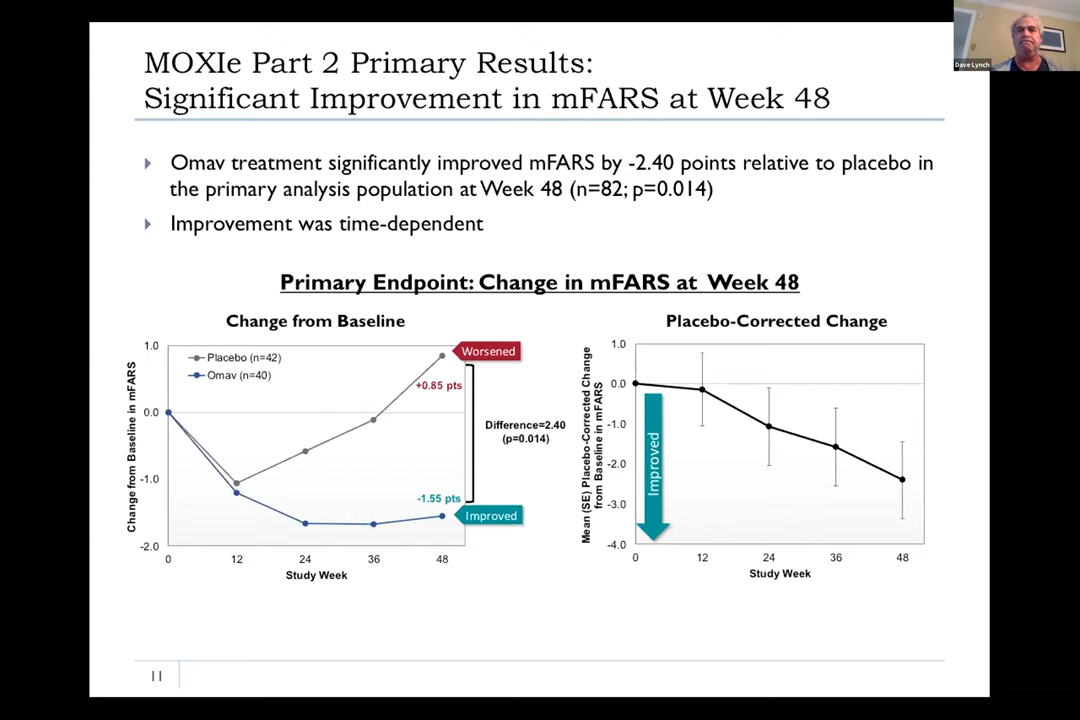 MOXIe Part 2 Primary Results:
Significant Improvement in mFARS at Week 48
Omav treatment significantly improved mFARS by -2.40 points relative to placebo in
the primary analysis population at Week 48 (n=82; p=0.014)
Improvement was time-dependent
Primary Endpoint: Change in mFARS at Week 48
Change from Baseline
Change from Baseline in mFARS
1.0
0.0
-1.0
-2.0
Placebo (n=42)
Omav (n=40)
Worsened
+0.85 pts
Difference=2.40
(p=0.014)
-1.55 pts
Improved
0
12
24
36
48
Study Week
Placebo-Corrected Change
Mean (SE) Placebo-Corrected Change
from Baseline in mFARS
1.0
0.0
-1.0
-2.0
-3.0
-4.0
Improved
0
12
24
36
48
Study Week
11
Dave Lynch